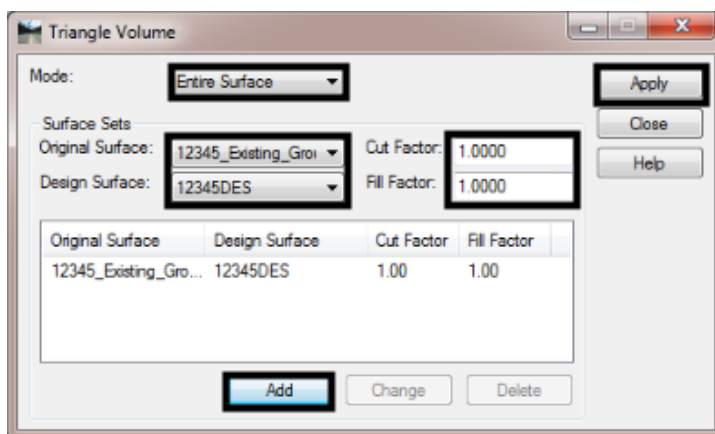 Triangle Volume
Mode: Entire Surface Apply
Surface Sets Close
Original Surface: 12345_Existing_Grou Cut Factor: 1.0000 Help
Design Surface: 12345DES Fill Factor: 1.0000
Original Surface Design Surface Cut Factor Fill Factor
12345_Existing_Gro... 12345DES 1.00 1.00
Add Change Delete